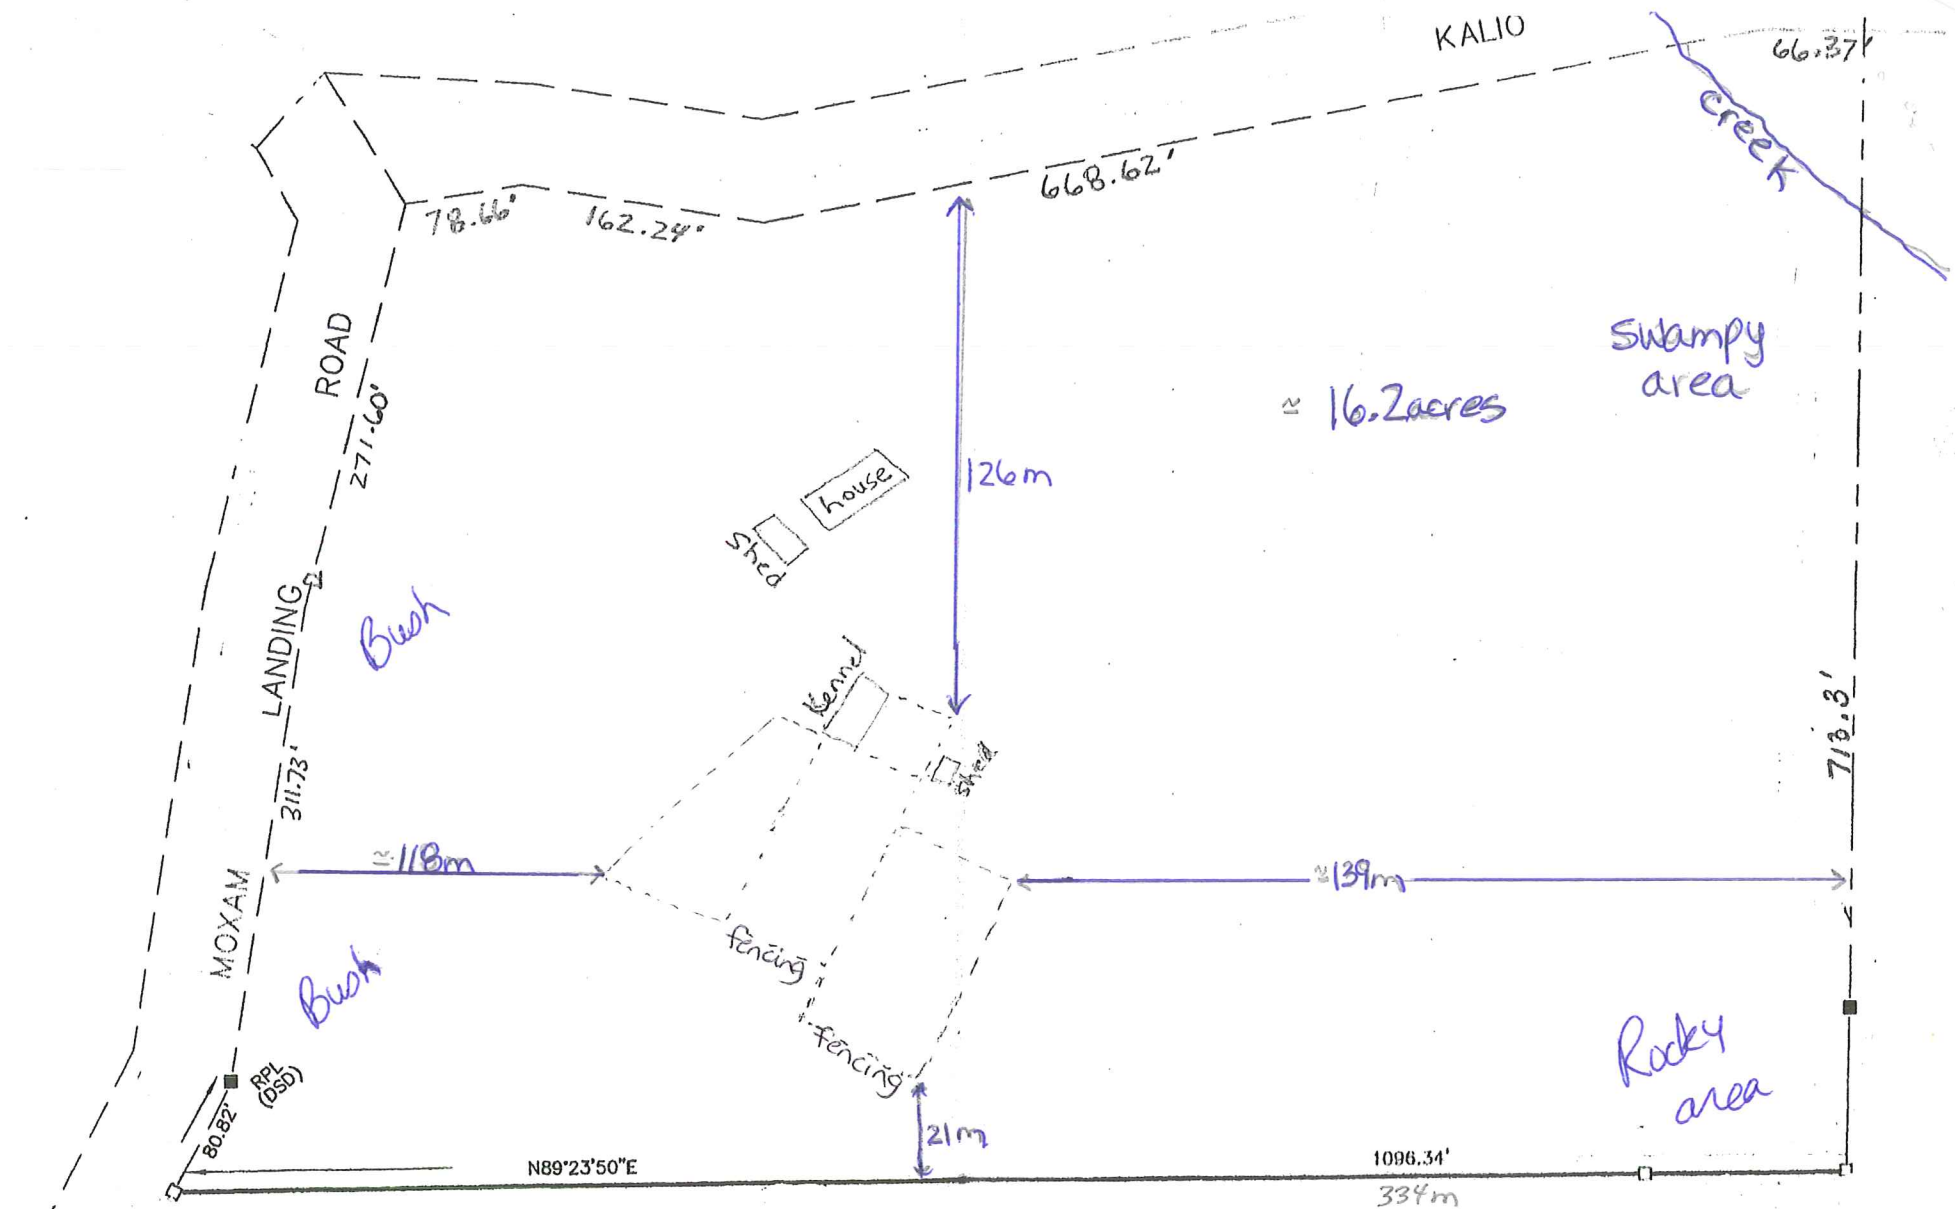 KALIO
66.37'
creek
668.62'
78.66'
162.24'
ROAD
271.60'
swampy
area
≃ 16.2acres
126m
house
shed
LANDING
Bush
Kennel
shed
311.73'
713.3'
≃118m
≃139m
MOXAM
fencing
Bush
fencing
Rocky
area
RPL
(DSD)
80.82'
21m
N89°23'50"E
1096.34'
334m